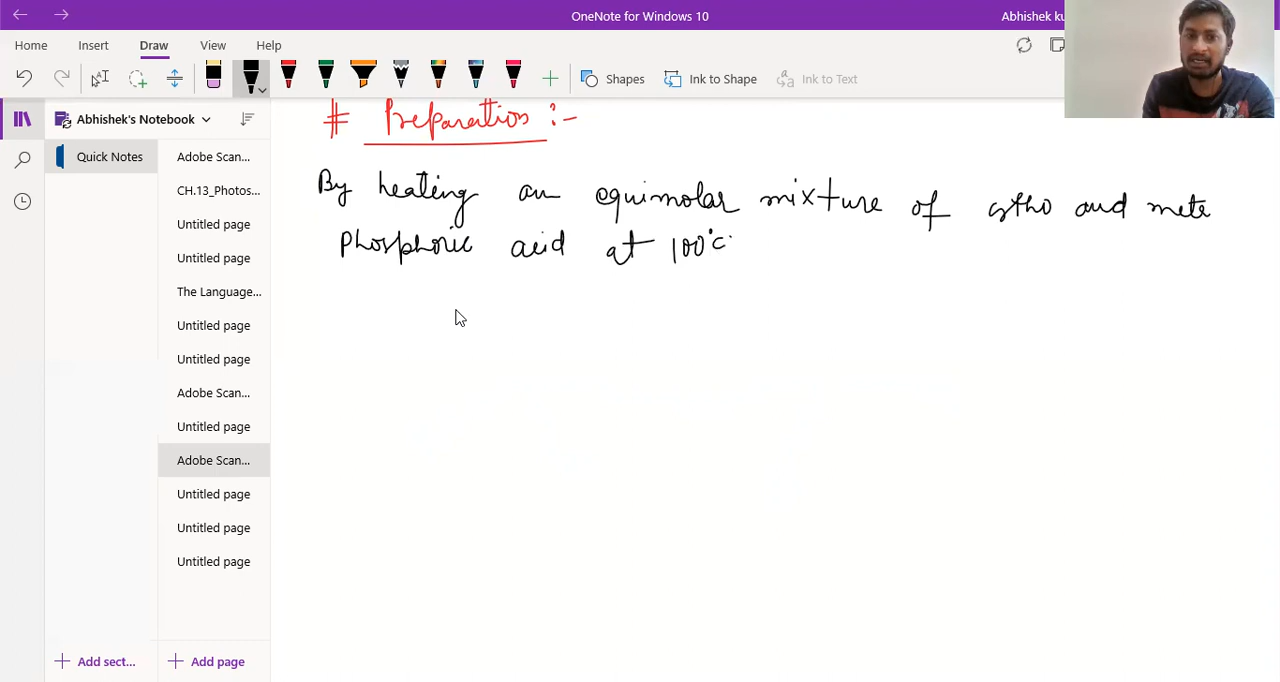 OneNote for Windows 10
Abhishek ku
Home Insert Draw View Help
Shapes Ink to Shape Ink to Text
Abhishek's Notebook
Quick Notes
Adobe Scan...
CH.13_Photos...
Untitled page
Untitled page
The Language...
Untitled page
Untitled page
Adobe Scan...
Untitled page
Adobe Scan...
Untitled page
Untitled page
Untitled page
Add sect...
Add page
# Preparation :-
By heating an equimolar mixture of ortho and meta
Phosphoric acid at 100°C